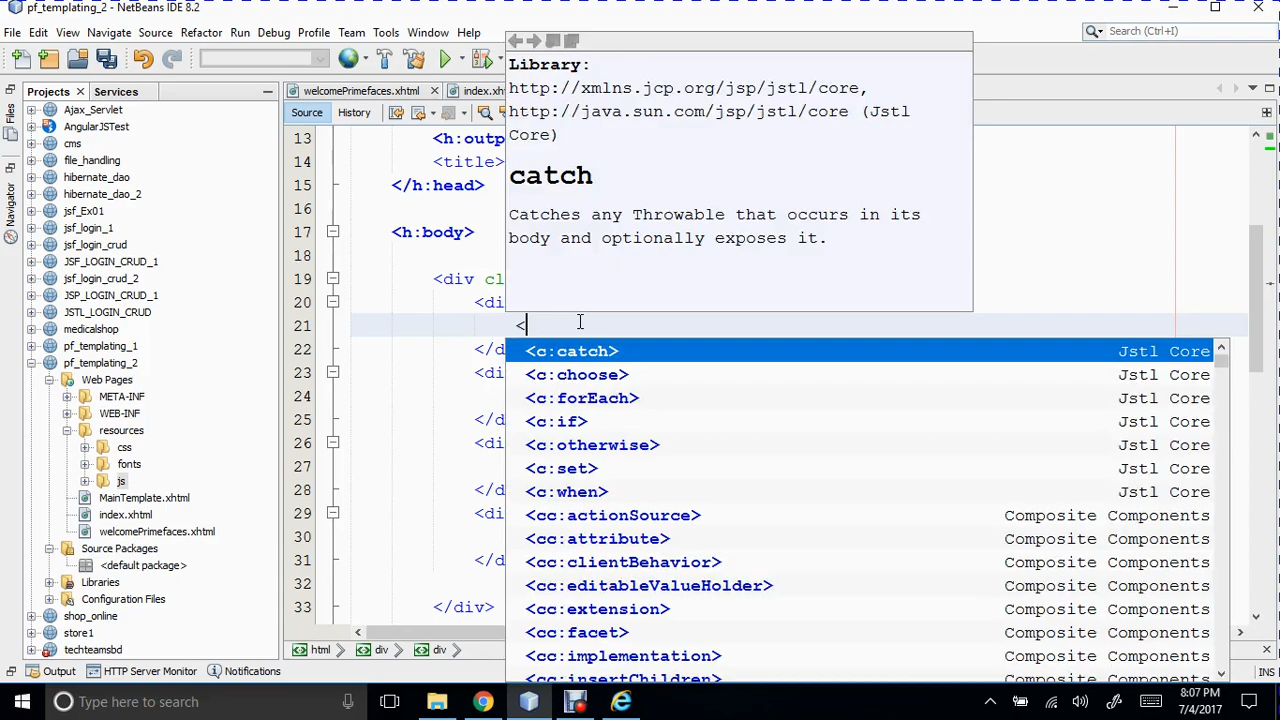 pf_templating_2 - NetBeans IDE 8.2
File Edit View Navigate Source Refactor Run Debug Profile Team Tools Window Help
Search (Ctrl+I)
Files
Navigator
Projects Services
Ajax_Servlet
AngularJSTest
cms
file_handling
hibernate_dao
hibernate_dao_2
jsf_Ex01
jsf_login_1
jsf_login_crud
JSF_LOGIN_CRUD_1
jsf_login_crud_2
JSP_LOGIN_CRUD_1
JSTL_LOGIN_CRUD
medicalshop
pf_templating_1
pf_templating_2
Web Pages
META-INF
WEB-INF
resources
css
fonts
js
MainTemplate.xhtml
index.xhtml
welcomePrimefaces.xhtml
Source Packages
<default package>
Libraries
Configuration Files
shop_online
store1
techteamsbd
welcomePrimefaces.xhtml index.xh
Source History
13 <h:outp
14 <title>
15 </h:head>
16
17 <h:body>
18
19 <div cl
20 <di
21 <
22 </d
23 <di
24
25 </d
26 <di
27
28 </d
29 <di
30
31 </d
32
33 </div>
Library:
http://xmlns.jcp.org/jsp/jstl/core,
http://java.sun.com/jsp/jstl/core (Jstl
Core)
catch
Catches any Throwable that occurs in its
body and optionally exposes it.
<c:catch> Jstl Core
<c:choose> Jstl Core
<c:forEach> Jstl Core
<c:if> Jstl Core
<c:otherwise> Jstl Core
<c:set> Jstl Core
<c:when> Jstl Core
<cc:actionSource> Composite Components
<cc:attribute> Composite Components
<cc:clientBehavior> Composite Components
<cc:editableValueHolder> Composite Components
<cc:extension> Composite Components
<cc:facet> Composite Components
<cc:implementation> Composite Components
<cc:insertChildren> Composite Components
html div div
INS
Output HTTP Server Monitor Notifications
Type here to search
8:07 PM
7/4/2017